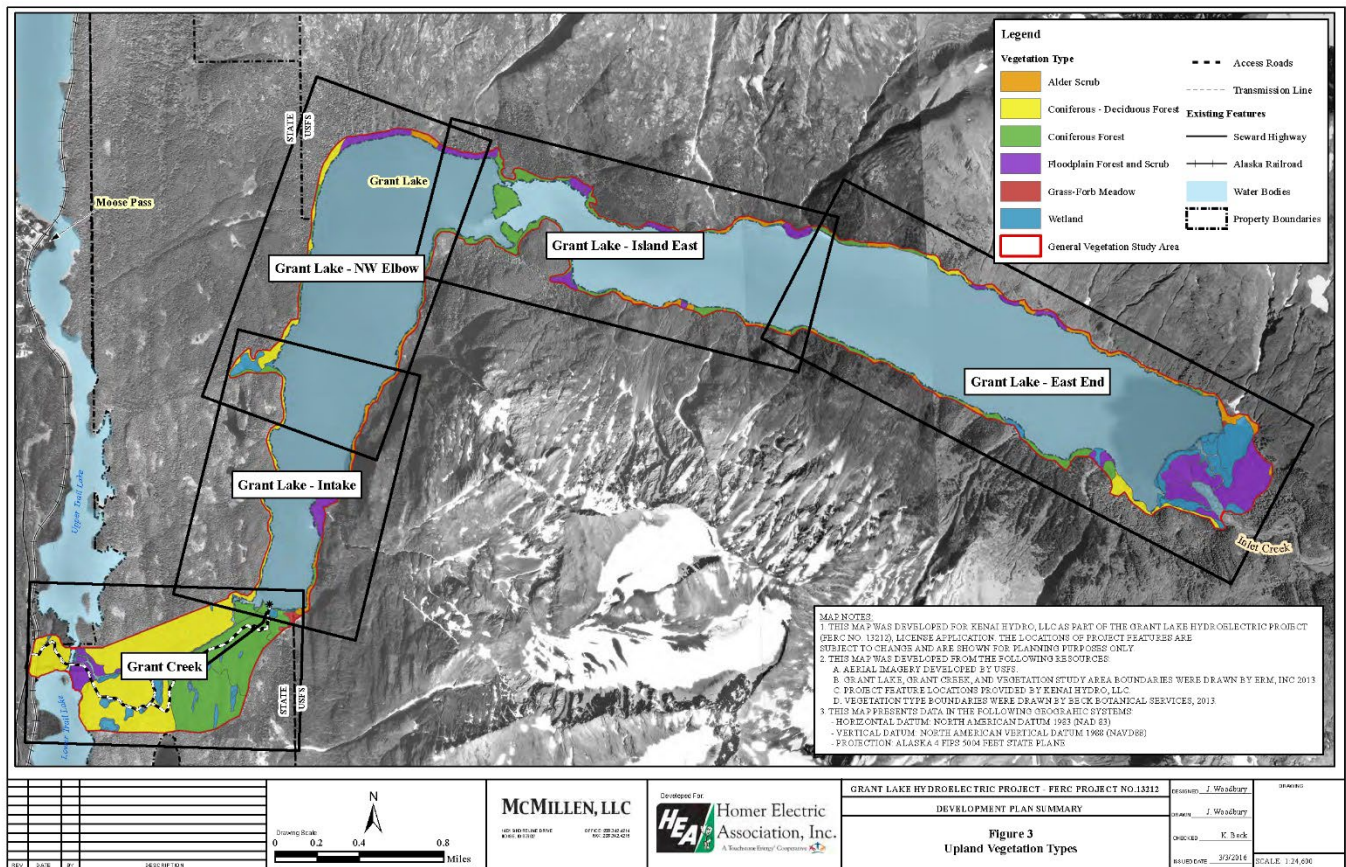 Legend
Vegetation Type
Alder Scrub
Coniferous - Deciduous Forest
Coniferous Forest
Floodplain Forest and Scrub
Grass-Forb Meadow
Wetland
General Vegetation Study Area
Access Roads
Transmission Line
Existing Features
Seward Highway
Alaska Railroad
Water Bodies
Property Boundaries
STATE
USFS
Grant Lake
Moose Pass
Grant Lake - NW Elbow
Grant Lake - Island East
Grant Lake - East End
Grant Lake - Intake
Upper Trail Lake
Inlet Creek
Grant Creek
Lower Trail Lake
STATE
USFS
MAP NOTES:
1. THIS MAP WAS DEVELOPED FOR KENAI HYDRO, LLC AS PART OF THE GRANT LAKE HYDROELECTRIC PROJECT
(FERC NO. 13212), LICENSE APPLICATION. THE LOCATIONS OF PROJECT FEATURES ARE
SUBJECT TO CHANGE AND ARE SHOWN FOR PLANNING PURPOSES ONLY.
2. THIS MAP WAS DEVELOPED FROM THE FOLLOWING RESOURCES:
A. AERIAL IMAGERY DEVELOPED BY USFS.
B. GRANT LAKE, GRANT CREEK, AND VEGETATION STUDY AREA BOUNDARIES WERE DRAWN BY ERM, INC 2013
C. PROJECT FEATURE LOCATIONS PROVIDED BY KENAI HYDRO, LLC.
D. VEGETATION TYPE BOUNDARIES WERE DRAWN BY BECK BOTANICAL SERVICES, 2013.
3. THIS MAP PRESENTS DATA IN THE FOLLOWING GEOGRAHIC SYSTEMS
- HORIZONTAL DATUM: NORTH AMERICAN DATUM 1983 (NAD 83)
- VERTICAL DATUM: NORTH AMERICAN VERTICAL DATUM 1988 (NAVD88)
- PROJECTION: ALASKA 4 FIPS 5004 FEET STATE PLANE
REV DATE BY DESCRIPTION
N
Drawing Scale
0 0.2 0.4 0.8
Miles
MCMILLEN, LLC
Developed For:
HEA
Homer Electric
Association, Inc.
A Touchstone Energy® Cooperative
GRANT LAKE HYDROELECTRIC PROJECT - FERC PROJECT NO.13212
DEVELOPMENT PLAN SUMMARY
Figure 3
Upland Vegetation Types
DESIGNED J. Woodbury
DRAWN J. Woodbury
CHECKED K. Beck
ISSUED DATE 3/3/2014
DRAWING
SCALE: 1:24,600